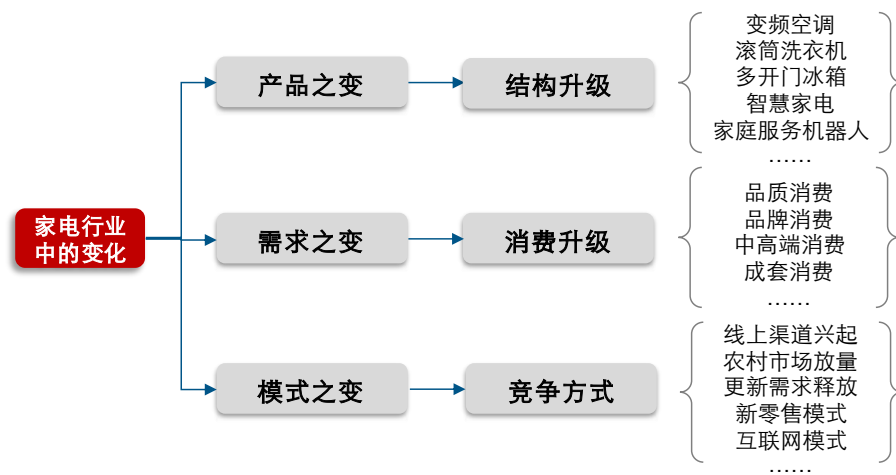 家电行业
中的变化
产品之变
结构升级
变频空调
滚筒洗衣机
多开门冰箱
智慧家电
家庭服务机器人
……
需求之变
消费升级
品质消费
品牌消费
中高端消费
成套消费
……
模式之变
竞争方式
线上渠道兴起
农村市场放量
更新需求释放
新零售模式
互联网模式
……